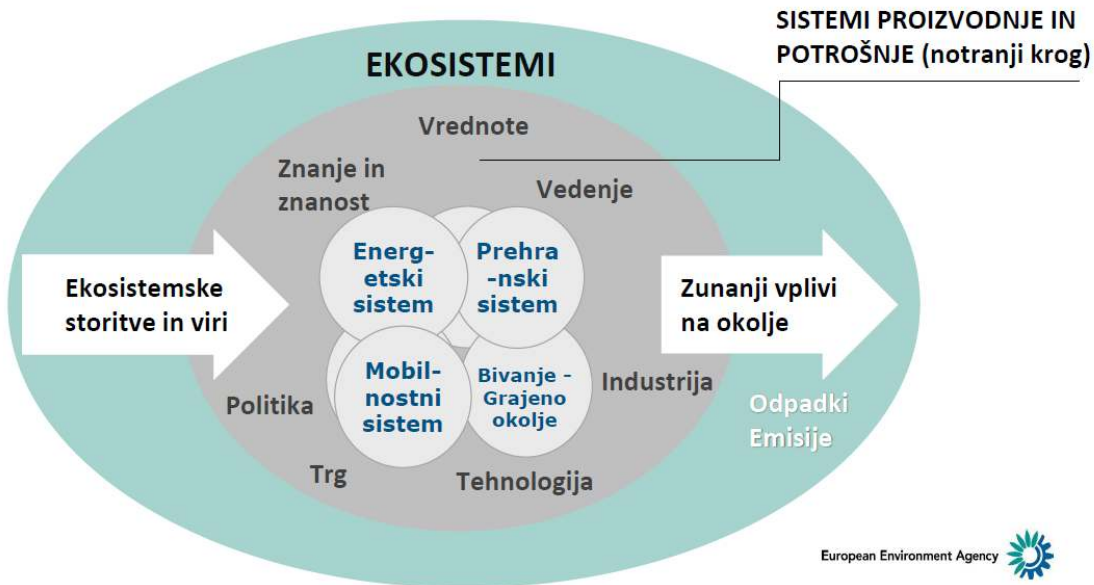 SISTEMI PROIZVODNJE IN
POTROŠNJE (notranji krog)
EKOSISTEMI
Vrednote
Znanje in
znanost
Vedenje
Energ-
etski
sistem
Prehra
-nski
sistem
Ekosistemske
storitve in viri
Zunanji vplivi
na okolje
Mobil-
nostni
sistem
Bivanje -
Grajeno
okolje
Industrija
Politika
Odpadki
Emisije
Trg
Tehnologija
European Environment Agency